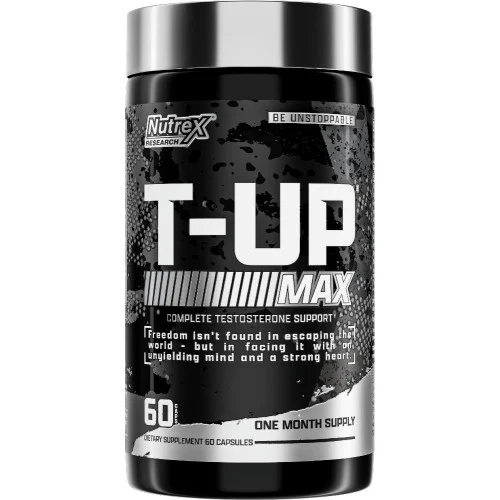 Nutrex
RESEARCH
BE UNSTOPPABLE
T-UP
MAX
COMPLETE TESTOSTERONE SUPPORT
Freedom isn't found in escaping the
world - but in facing it with an
unyielding mind and a strong heart.
60 CAPS
ONE MONTH SUPPLY
DIETARY SUPPLEMENT 60 CAPSULES